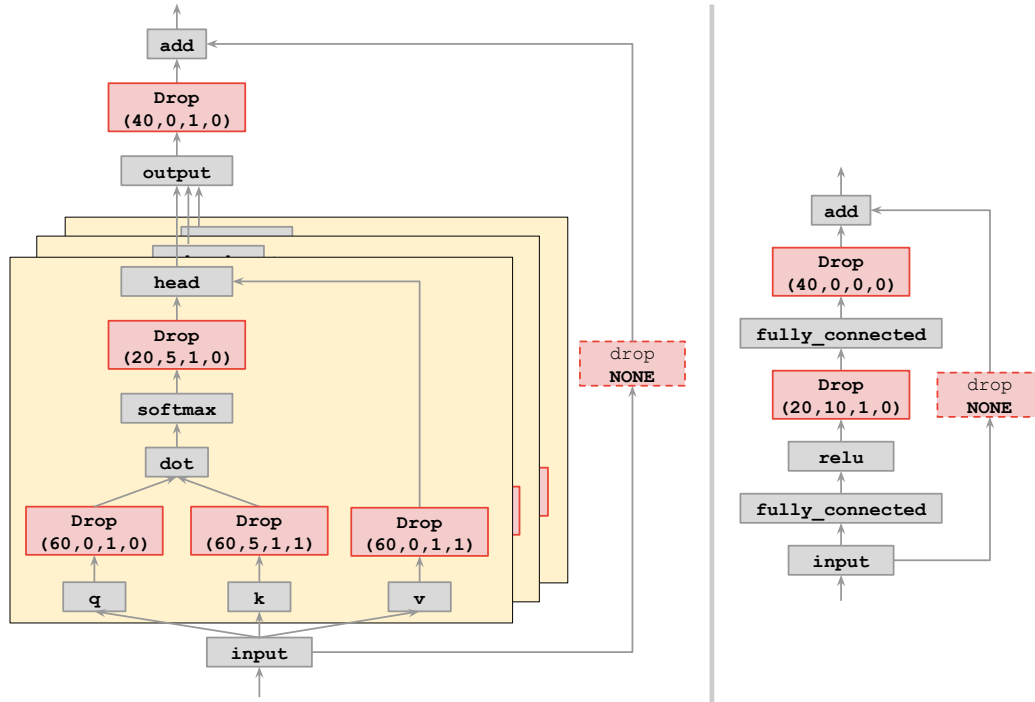 add
Drop
(40,0,1,0)
output
head
Drop
(20,5,1,0)
softmax
dot
Drop
(60,0,1,0)
Drop
(60,5,1,1)
Drop
(60,0,1,1)
q
k
v
input
drop
NONE
add
Drop
(40,0,0,0)
fully_connected
Drop
(20,10,1,0)
relu
fully_connected
input
drop
NONE